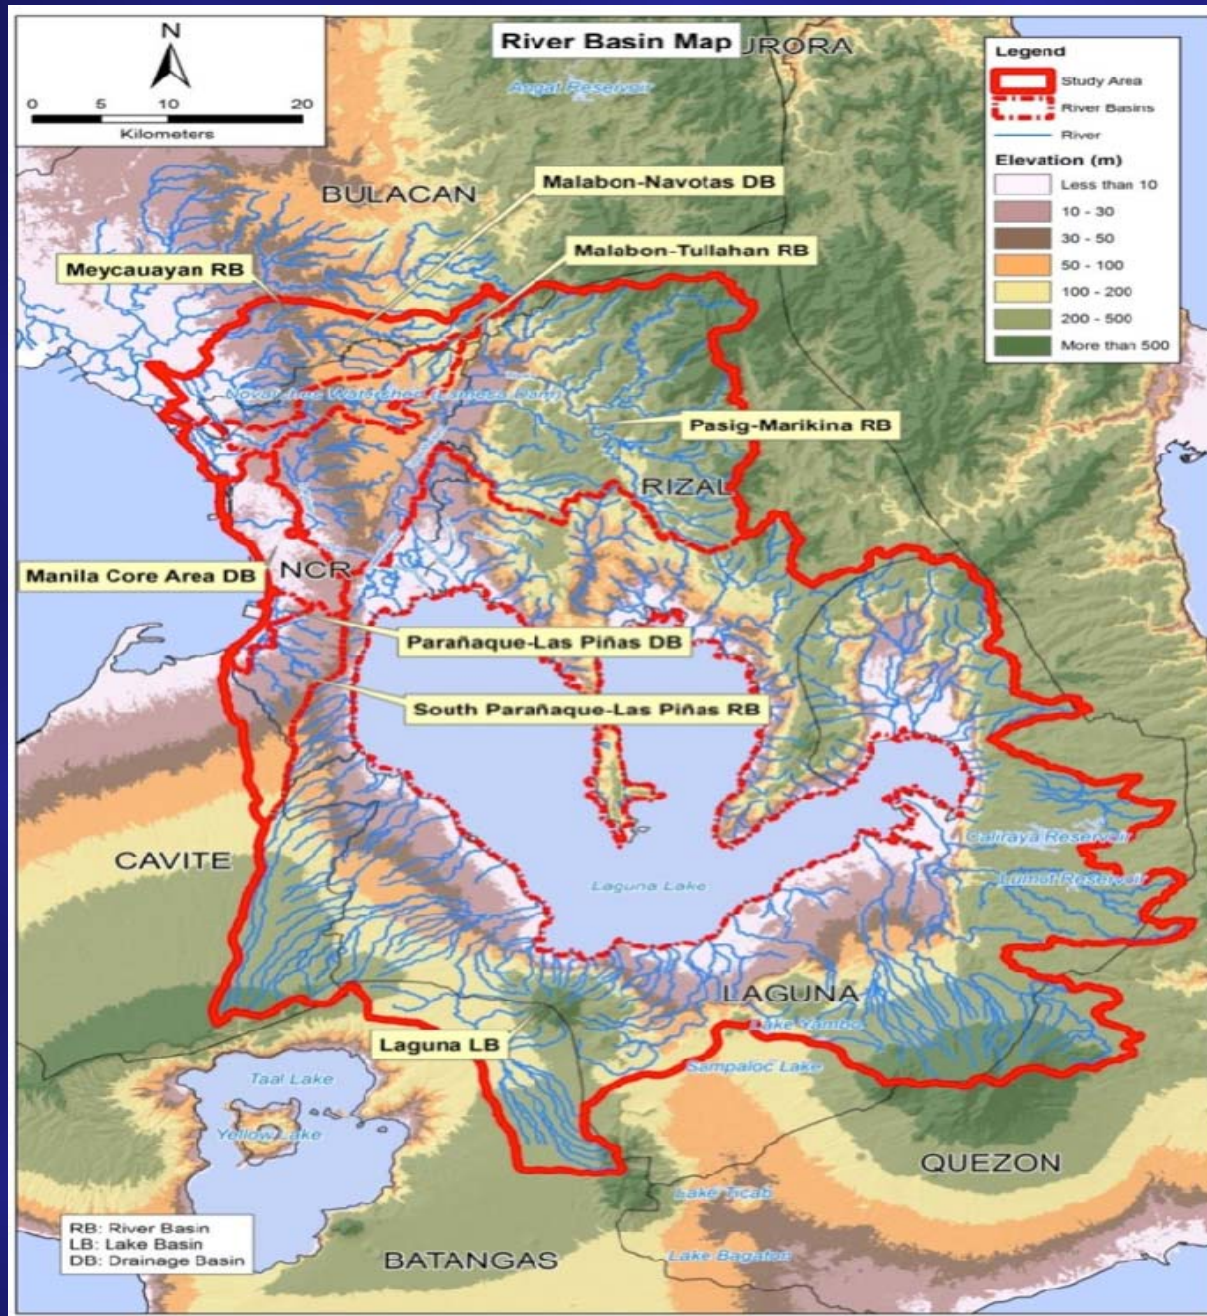 River Basin Map
N
0 5 10 20
Kilometers
URORA
Angat Reservoir
Legend
Study Area
River Basins
River
Elevation (m)
Less than 10
10 - 30
30 - 50
50 - 100
100 - 200
200 - 500
More than 500
BULACAN
Malabon-Navotas DB
Malabon-Tullahan RB
Meycauayan RB
Pasig-Marikina RB
RIZAL
NCR
Manila Core Area DB
Parañaque-Las Piñas DB
South Parañaque-Las Piñas RB
CAVITE
Caliraya Reservoir
Lumot Reservoir
Laguna Lake
LAGUNA
Lake Yambo
Laguna LB
Sampaloc Lake
Taal Lake
Yellow Lake
QUEZON
Lake Ticab
BATANGAS
Lake Bagaton
RB: River Basin
LB: Lake Basin
DB: Drainage Basin